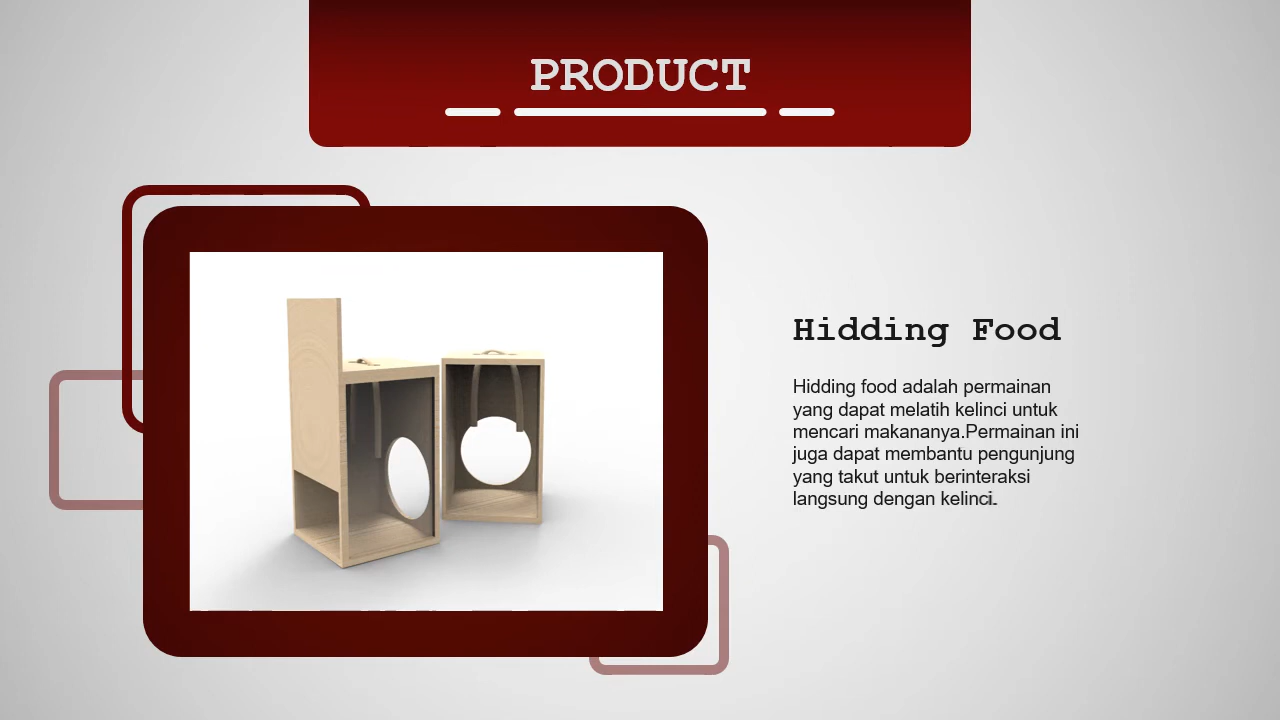 PRODUCT
Hidding Food
Hidding food adalah permainan
yang dapat melatih kelinci untuk
mencari makananya.Permainan ini
juga dapat membantu pengunjung
yang takut untuk berinteraksi
langsung dengan kelinci.